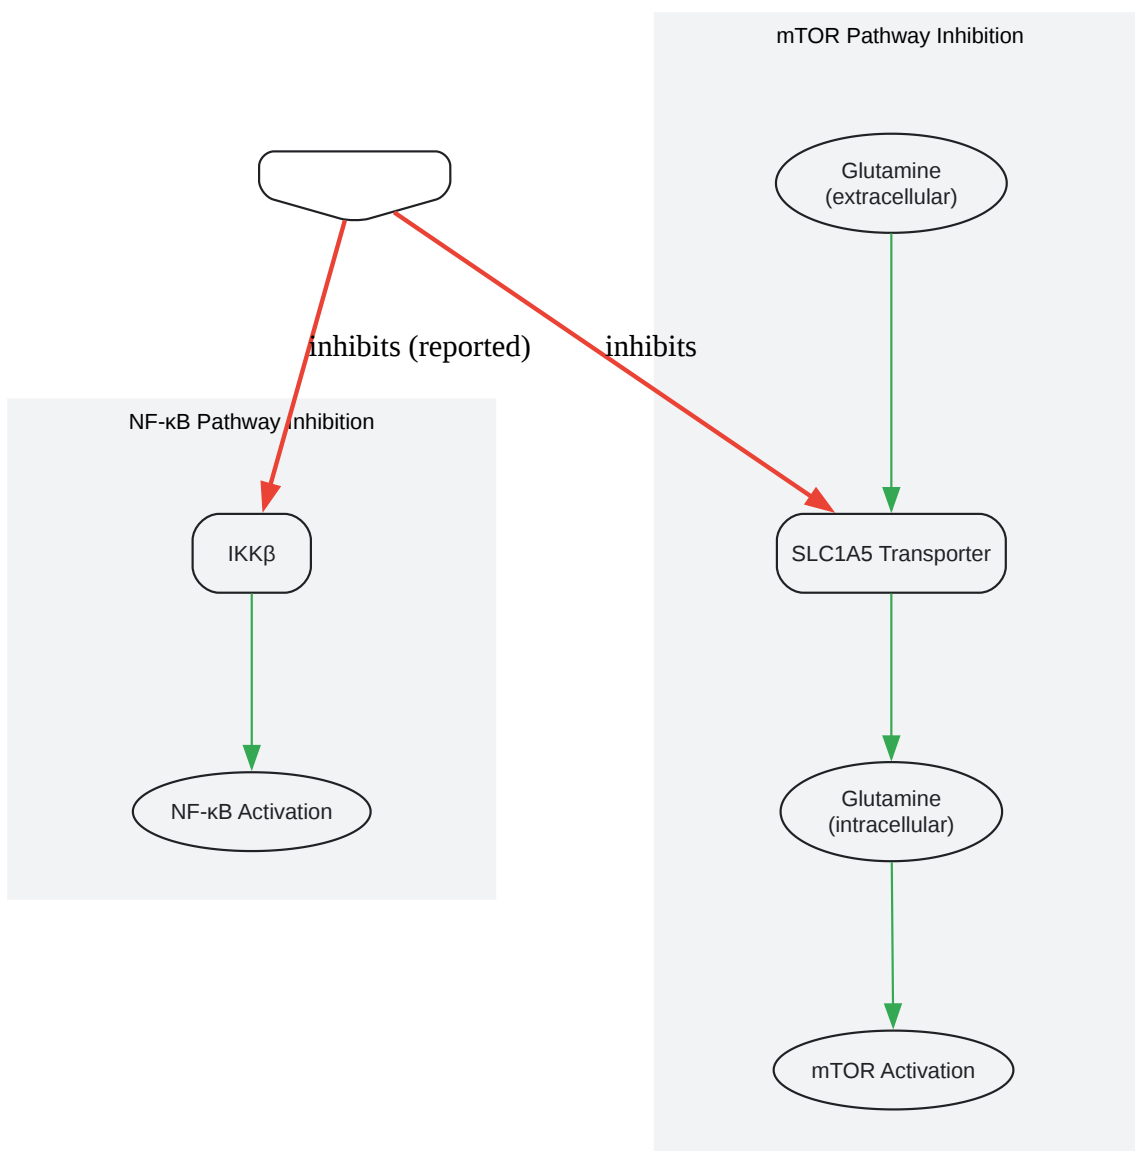 mTOR Pathway Inhibition
Glutamine
(extracellular)
inhibits (reported)
inhibits
NF-κB Pathway Inhibition
IKKβ
SLC1A5 Transporter
NF-κB Activation
Glutamine
(intracellular)
mTOR Activation